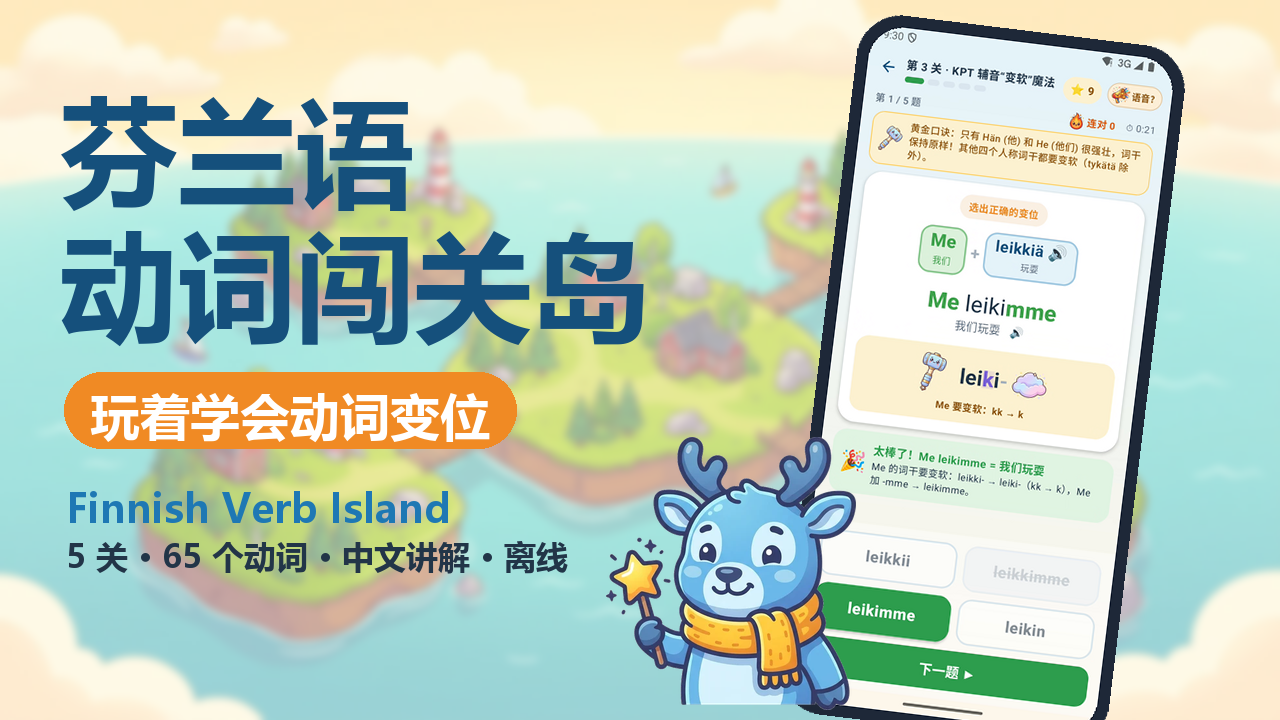 芬兰语
动词闯关岛
玩着学会动词变位
Finnish Verb Island
5 关 • 65 个动词 • 中文讲解 • 离线
9:30
3G
第 3 关 · KPT 辅音“变软”魔法
9
语音?
第 1 / 5 题
连对 0
0:21
黄金口诀：只有 Hän (他) 和 He (他们) 很强壮，词干
保持原样！其他四个人称词干都要变软（tykätä 除
外）。
选出正确的变位
Me
我们
+
leikkiä
玩耍
Me leikimme
我们玩耍
leiki-
Me 要变软：kk → k
太棒了！Me leikimme = 我们玩耍
Me 的词干要变软：leikki- → leiki-（kk → k），Me
加 -mme → leikimme。
leikkii
leikkimme
leikimme
leikin
下一题 ►